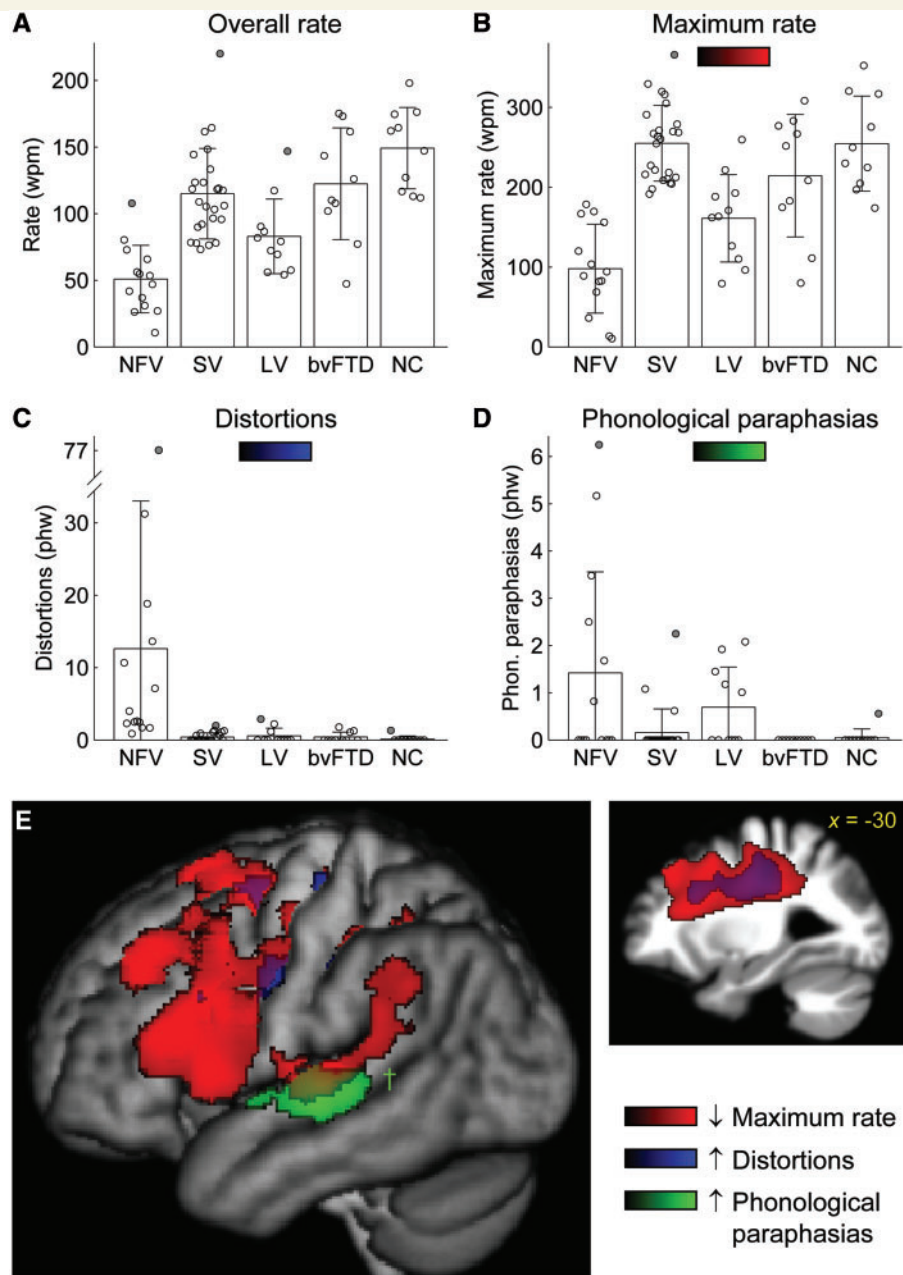 A Overall rate
Rate (wpm)
200
150
100
50
0
NFV SV LV bvFTD NC
B Maximum rate
Maximum rate (wpm)
300
200
100
0
NFV SV LV bvFTD NC
C Distortions
Distortions (phw)
77
30
20
10
0
NFV SV LV bvFTD NC
D Phonological paraphasias
Phon. paraphasias (phw)
6
5
4
3
2
1
0
NFV SV LV bvFTD NC
E
†
x = -30
↓ Maximum rate
↑ Distortions
↑ Phonological
paraphasias